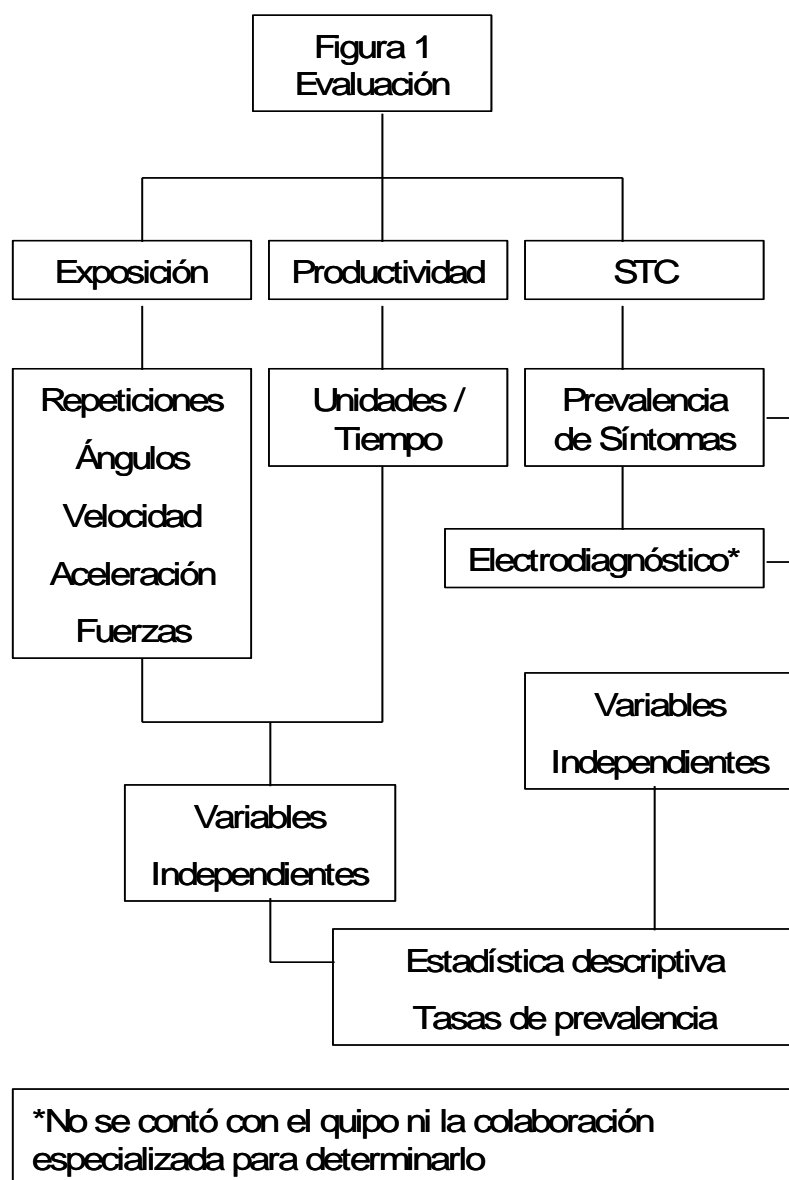 Figura 1
Evaluación
Exposición
Productividad
STC
Repeticiones
Ángulos
Velocidad
Aceleración
Fuerzas
Unidades /
Tiempo
Prevalencia
de Síntomas
Electrodiagnóstico*
Variables
Independientes
Variables
Independientes
Estadística descriptiva
Tasas de prevalencia
*No se contó con el quipo ni la colaboración
especializada para determinarlo